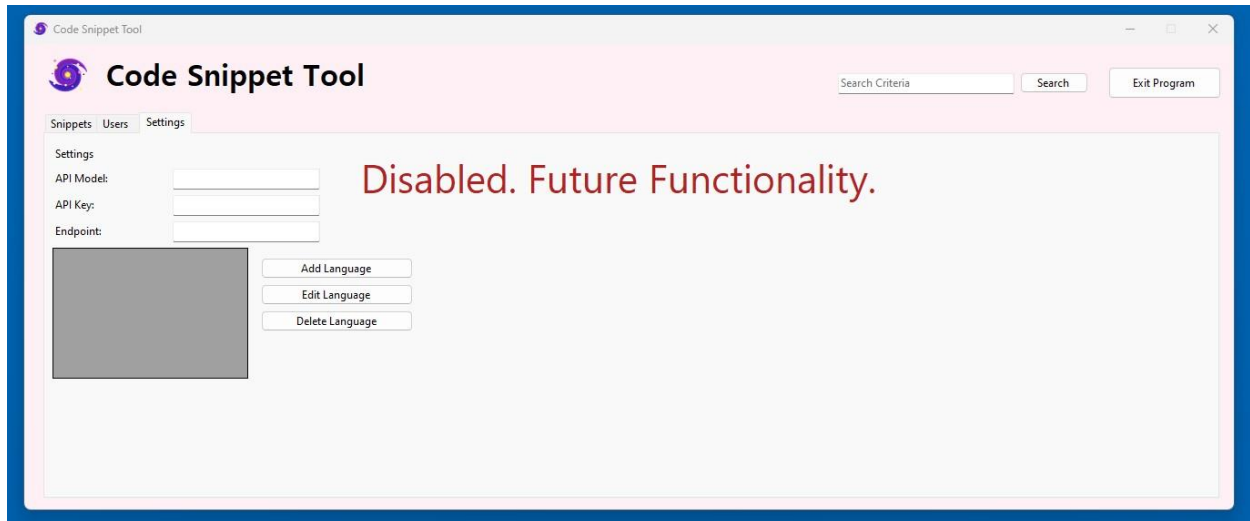 Code Snippet Tool
Code Snippet Tool
Search Criteria
Search
Exit Program
Snippets Users Settings
Settings
API Model:
Disabled. Future Functionality.
API Key:
Endpoint:
Add Language
Edit Language
Delete Language